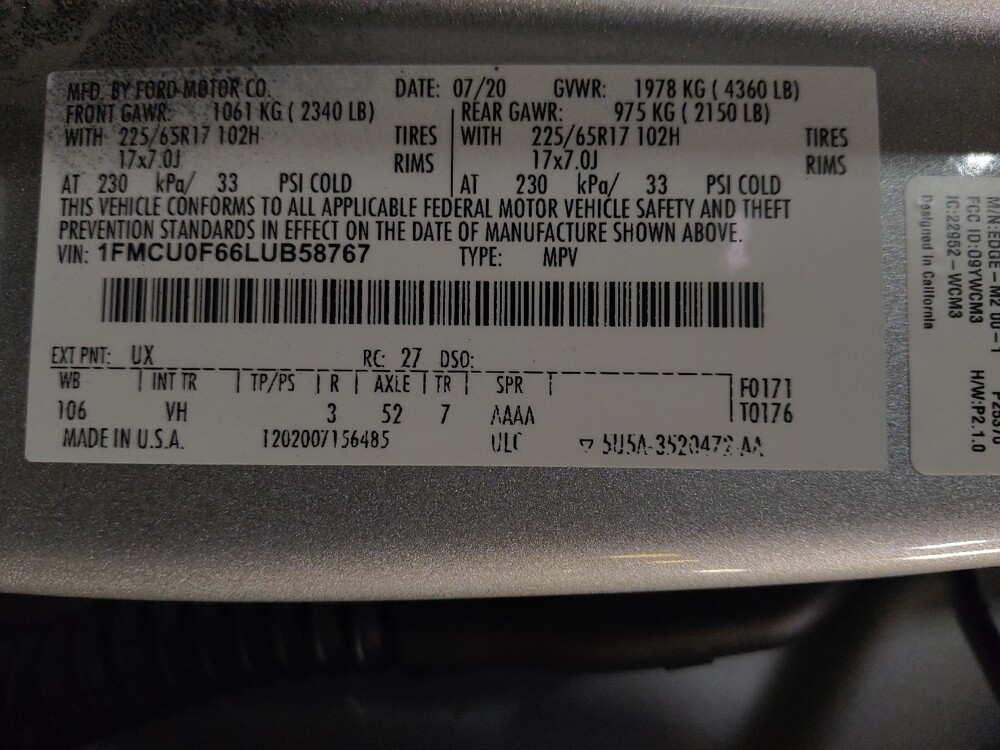 MFD. BY FORD MOTOR CO. DATE: 07/20 GVWR: 1978 KG ( 4360 LB)
FRONT GAWR: 1061 KG ( 2340 LB) REAR GAWR: 975 KG ( 2150 LB)
WITH 225/65R17 102H TIRES WITH 225/65R17 102H TIRES
17x7.0J RIMS 17x7.0J RIMS
AT 230 kPa/ 33 PSI COLD AT 230 kPa/ 33 PSI COLD
THIS VEHICLE CONFORMS TO ALL APPLICABLE FEDERAL MOTOR VEHICLE SAFETY AND THEFT
PREVENTION STANDARDS IN EFFECT ON THE DATE OF MANUFACTURE SHOWN ABOVE.
VIN: 1FMCU0F66LUB58767 TYPE: MPV
EXT PNT: UX RC: 27 DSO:
WB INT TR TP/PS R AXLE TR SPR F0171
106 VH 3 52 7 AAAA T0176
MADE IN U.S.A. 1202007156485 ULC 5U5A-3520472-AA
M/N:EDGE-M2
FCC ID:09YWCM3
IC:22952-WCM3
Designed in California
H/W:P2.1.0